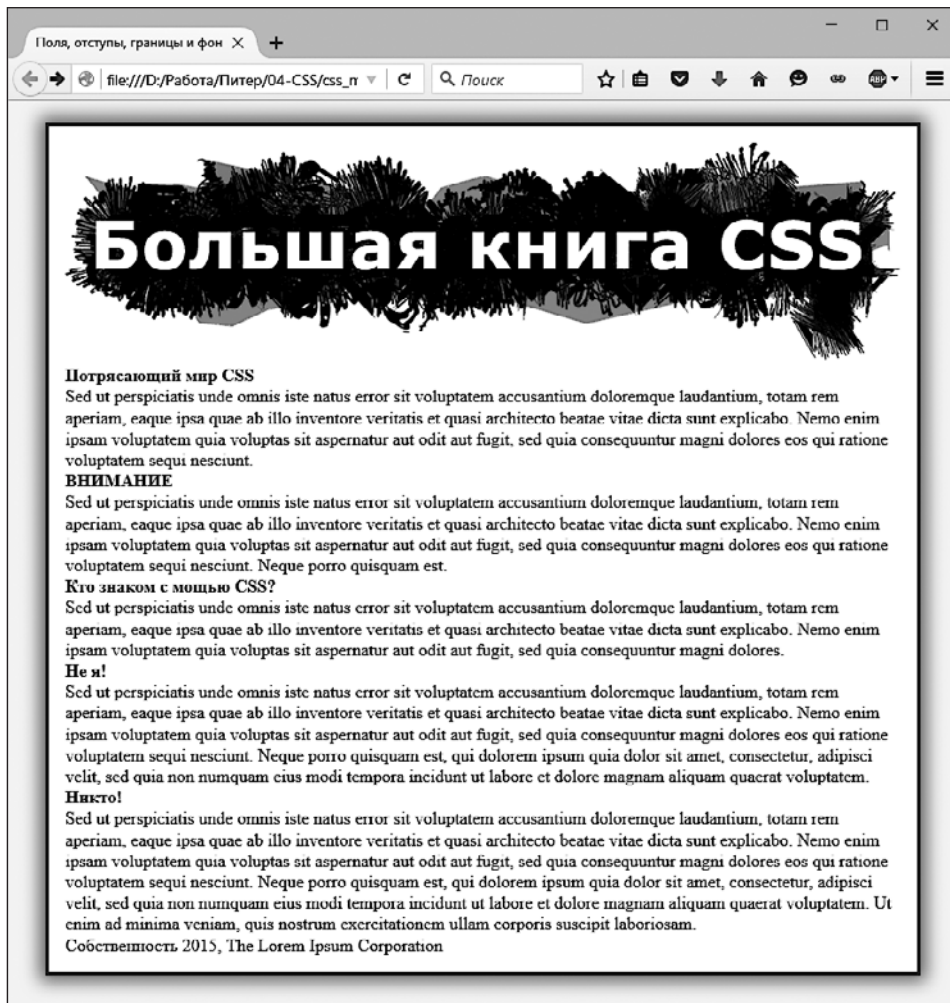 Поля, отступы, границы и фон
file:///D:/Работа/Питер/04-CSS/css_m
Поиск
ABP
Большая книга CSS
Потрясающий мир CSS
Sed ut perspiciatis unde omnis iste natus error sit voluptatem accusantium doloremque laudantium, totam rem
aperiam, eaque ipsa quae ab illo inventore veritatis et quasi architecto beatae vitae dicta sunt explicabo. Nemo enim
ipsam voluptatem quia voluptas sit aspernatur aut odit aut fugit, sed quia consequuntur magni dolores eos qui ratione
voluptatem sequi nesciunt.
ВНИМАНИЕ
Sed ut perspiciatis unde omnis iste natus error sit voluptatem accusantium doloremque laudantium, totam rem
aperiam, eaque ipsa quae ab illo inventore veritatis et quasi architecto beatae vitae dicta sunt explicabo. Nemo enim
ipsam voluptatem quia voluptas sit aspernatur aut odit aut fugit, sed quia consequuntur magni dolores eos qui ratione
voluptatem sequi nesciunt. Neque porro quisquam est.
Кто знаком с мощью CSS?
Sed ut perspiciatis unde omnis iste natus error sit voluptatem accusantium doloremque laudantium, totam rem
aperiam, eaque ipsa quae ab illo inventore veritatis et quasi architecto beatae vitae dicta sunt explicabo. Nemo enim
ipsam voluptatem quia voluptas sit aspernatur aut odit aut fugit, sed quia consequuntur magni dolores.
Не я!
Sed ut perspiciatis unde omnis iste natus error sit voluptatem accusantium doloremque laudantium, totam rem
aperiam, eaque ipsa quae ab illo inventore veritatis et quasi architecto beatae vitae dicta sunt explicabo. Nemo enim
ipsam voluptatem quia voluptas sit aspernatur aut odit aut fugit, sed quia consequuntur magni dolores eos qui ratione
voluptatem sequi nesciunt. Neque porro quisquam est, qui dolorem ipsum quia dolor sit amet, consectetur, adipisci
velit, sed quia non numquam eius modi tempora incidunt ut labore et dolore magnam aliquam quaerat voluptatem.
Никто!
Sed ut perspiciatis unde omnis iste natus error sit voluptatem accusantium doloremque laudantium, totam rem
aperiam, eaque ipsa quae ab illo inventore veritatis et quasi architecto beatae vitae dicta sunt explicabo. Nemo enim
ipsam voluptatem quia voluptas sit aspernatur aut odit aut fugit, sed quia consequuntur magni dolores eos qui ratione
voluptatem sequi nesciunt. Neque porro quisquam est, qui dolorem ipsum quia dolor sit amet, consectetur, adipisci
velit, sed quia non numquam eius modi tempora incidunt ut labore et dolore magnam aliquam quaerat voluptatem. Ut
enim ad minima veniam, quis nostrum exercitationem ullam corporis suscipit laboriosam.
Собственность 2015, The Lorem Ipsum Corporation